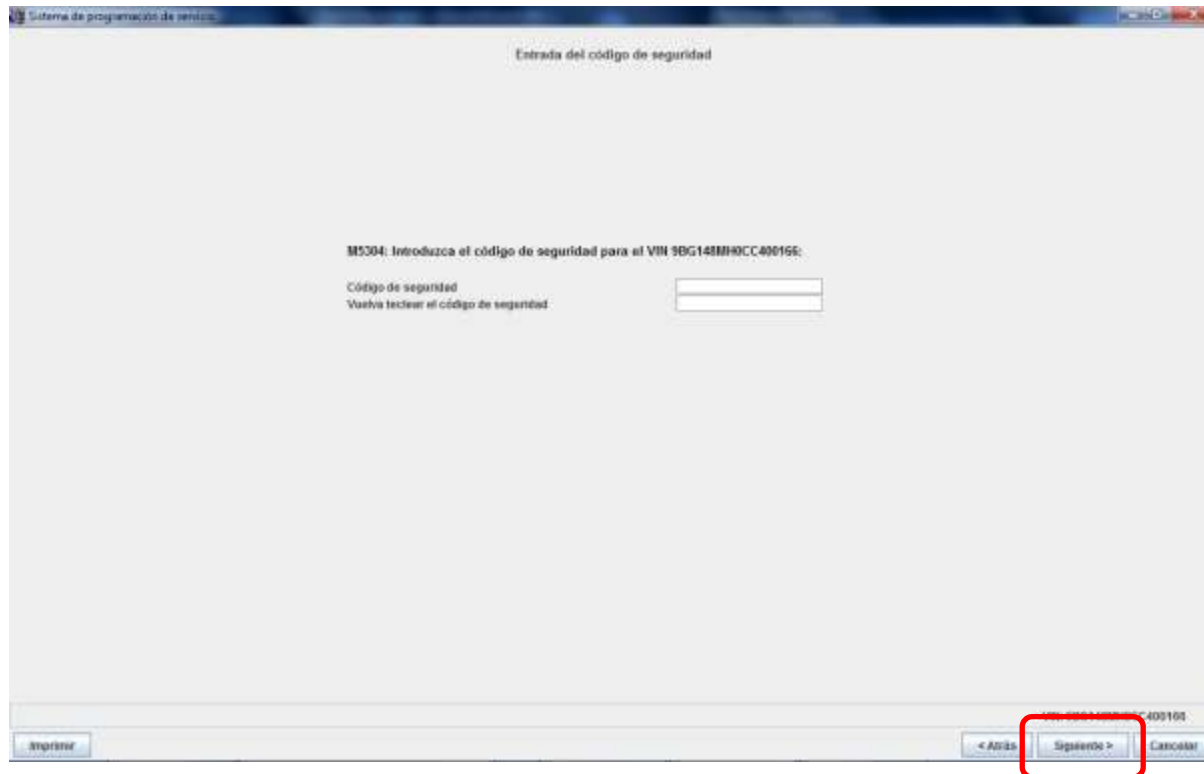 Sistema de programación de servicio
Entrada del código de seguridad
M5304: Introduzca el código de seguridad para el VIN 9BG148MH0CC400166:
Código de seguridad
Vuelva teclear el código de seguridad
VIN
Imprimir
< Atrás
Siguiente >
Cancelar